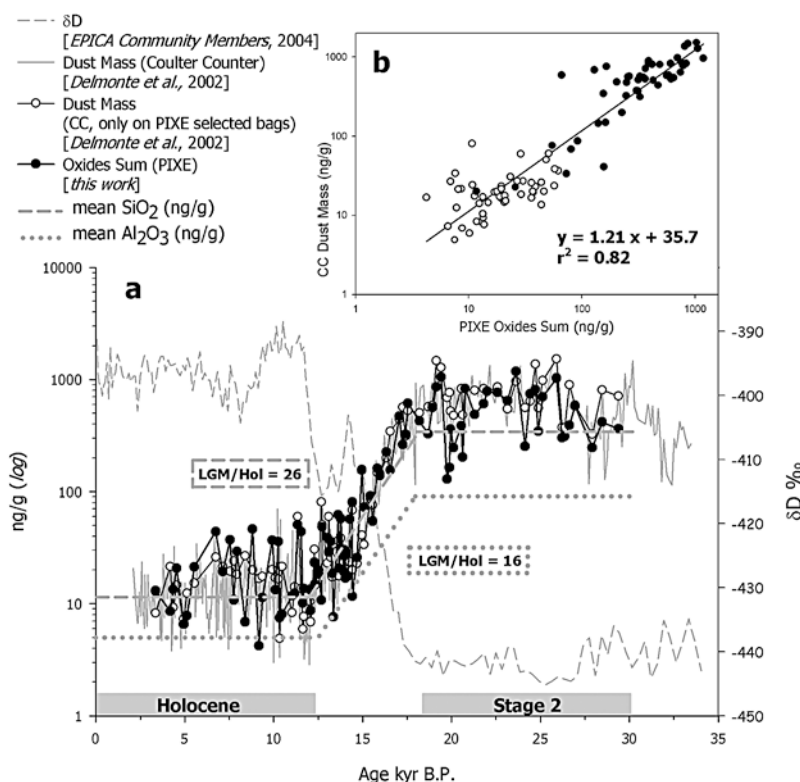 δD
[EPICA Community Members, 2004]
Dust Mass (Coulter Counter)
[Delmonte et al., 2002]
Dust Mass
(CC, only on PIXE selected bags)
[Delmonte et al., 2002]
Oxides Sum (PIXE)
[this work]
mean SiO₂ (ng/g)
mean Al₂O₃ (ng/g)
b
CC Dust Mass (ng/g)
1000
100
10
1
y = 1.21 x + 35.7
r² = 0.82
1 10 100 1000
PIXE Oxides Sum (ng/g)
a
ng/g (log)
10000
1000
100
10
1
LGM/Hol = 26
LGM/Hol = 16
-390
-400
-410
-420
-430
-440
-450
δD ‰
Holocene Stage 2
0 5 10 15 20 25 30 35
Age kyr B.P.